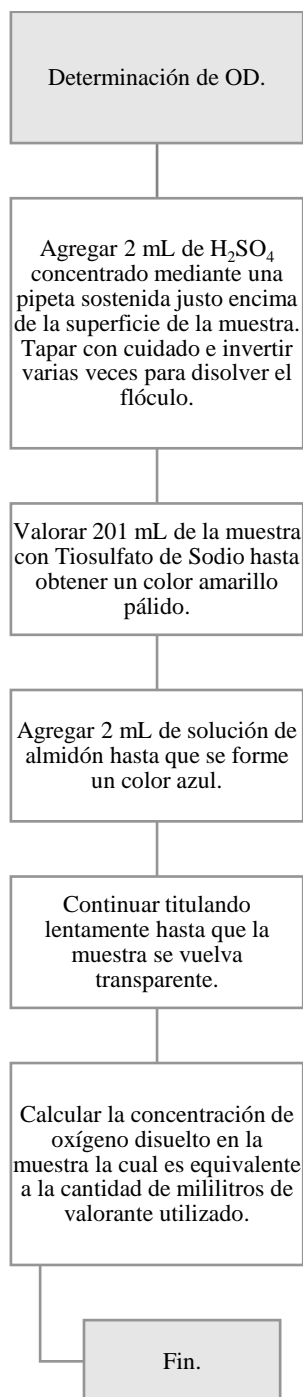 Determinación de OD.
Agregar 2 mL de H₂SO₄
concentrado mediante una
pipeta sostenida justo encima
de la superficie de la muestra.
Tapar con cuidado e invertir
varias veces para disolver el
flóculo.
Valorar 201 mL de la muestra
con Tiosulfato de Sodio hasta
obtener un color amarillo
pálido.
Agregar 2 mL de solución de
almidón hasta que se forme
un color azul.
Continuar titulando
lentamente hasta que la
muestra se vuelva
transparente.
Calcular la concentración de
oxígeno disuelto en la
muestra la cual es equivalente
a la cantidad de mililitros de
valorante utilizado.
Fin.